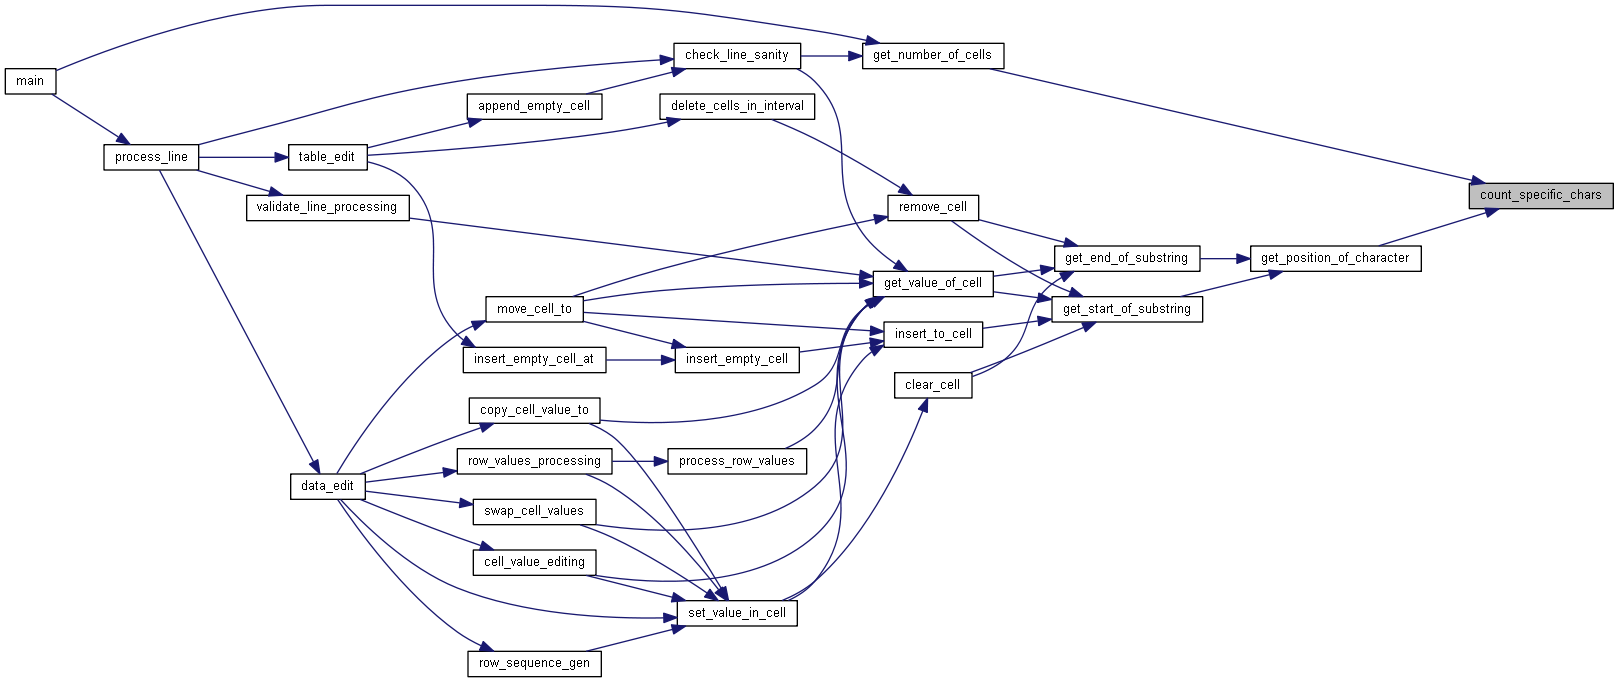 main
check_line_sanity
get_number_of_cells
append_empty_cell
delete_cells_in_interval
process_line
table_edit
count_specific_chars
validate_line_processing
remove_cell
get_end_of_substring
get_position_of_character
get_value_of_cell
move_cell_to
get_start_of_substring
insert_to_cell
insert_empty_cell_at
insert_empty_cell
clear_cell
copy_cell_value_to
row_values_processing
process_row_values
data_edit
swap_cell_values
cell_value_editing
set_value_in_cell
row_sequence_gen